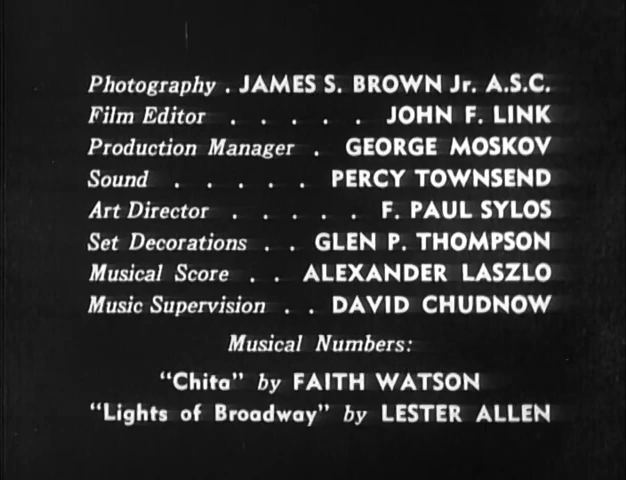 Photography . JAMES S. BROWN Jr. A.S.C.
Film Editor . . . . . JOHN F. LINK
Production Manager . GEORGE MOSKOV
Sound . . . . . PERCY TOWNSEND
Art Director . . . . . F. PAUL SYLOS
Set Decorations . . GLEN P. THOMPSON
Musical Score . . ALEXANDER LASZLO
Music Supervision . . DAVID CHUDNOW
Musical Numbers:
"Chita" by FAITH WATSON
"Lights of Broadway" by LESTER ALLEN